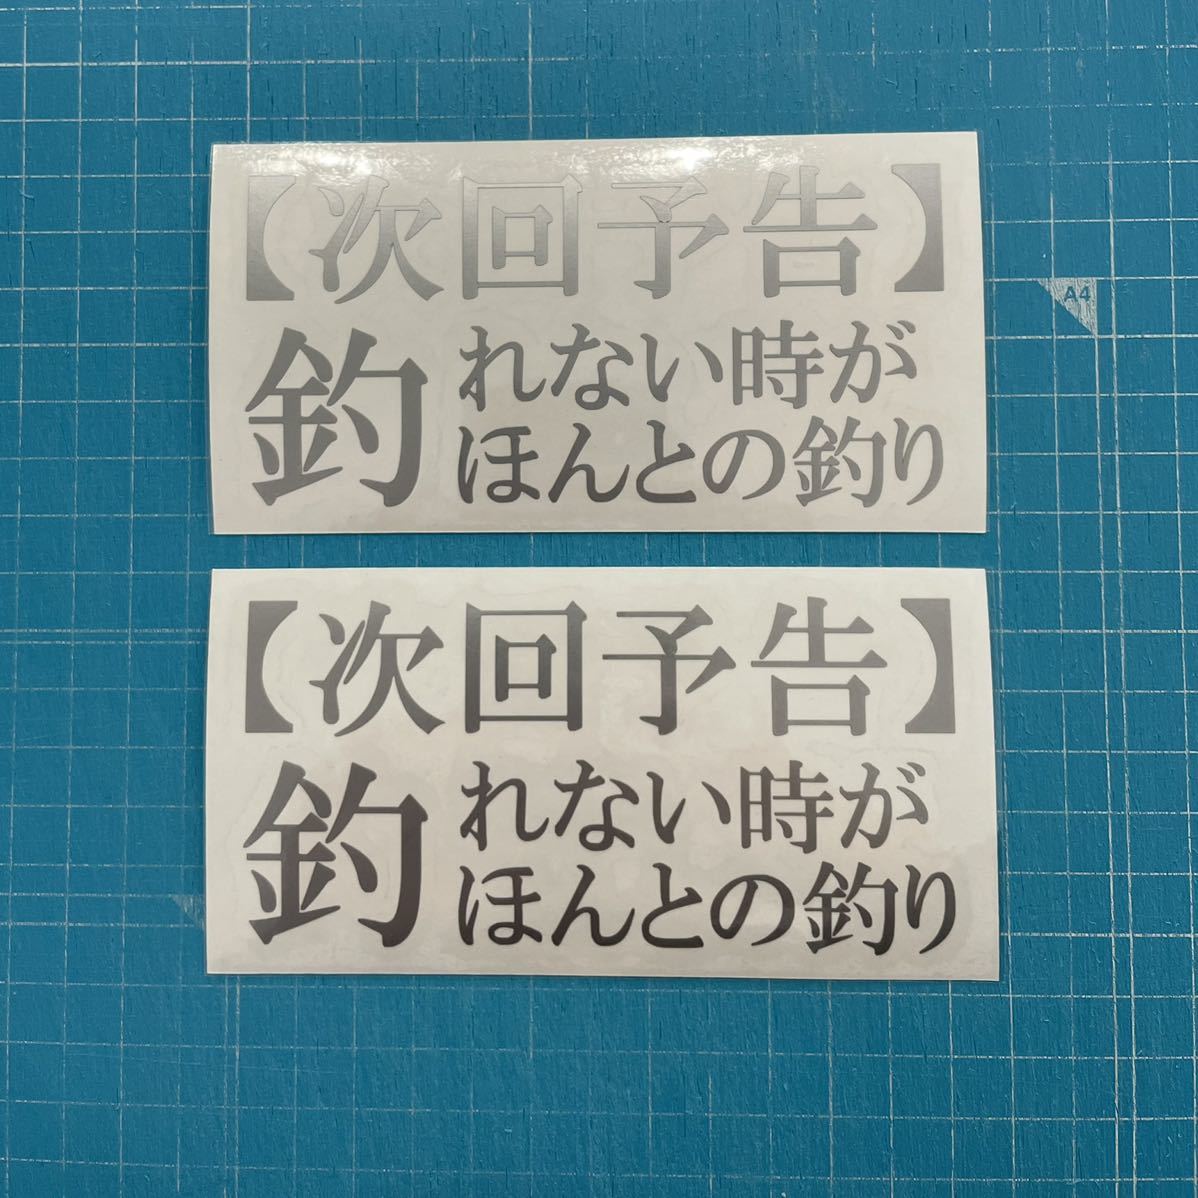 【次回予告】
釣れない時が
ほんとの釣り
A4
【次回予告】
釣れない時が
ほんとの釣り